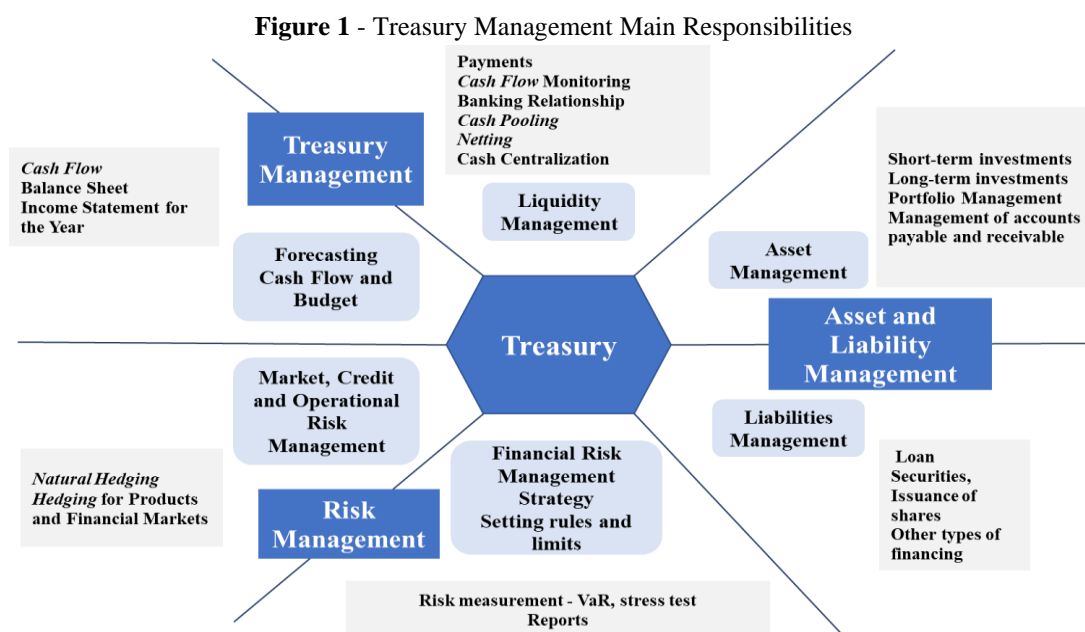 Figure 1 - Treasury Management Main Responsibilities
Payments
Cash Flow Monitoring
Banking Relationship
Cash Pooling
Netting
Cash Centralization
Treasury
Management
Liquidity
Management
Cash Flow
Balance Sheet
Income Statement for
the Year
Forecasting
Cash Flow and
Budget
Short-term investments
Long-term investments
Portfolio Management
Management of accounts
payable and receivable
Asset
Management
Treasury
Asset and
Liability
Management
Market, Credit
and Operational
Risk
Management
Liabilities
Management
Natural Hedging
Hedging for Products
and Financial Markets
Risk
Management
Financial Risk
Management
Strategy
Setting rules and
limits
Loan
Securities,
Issuance of
shares
Other types of
financing
Risk measurement - VaR, stress test
Reports